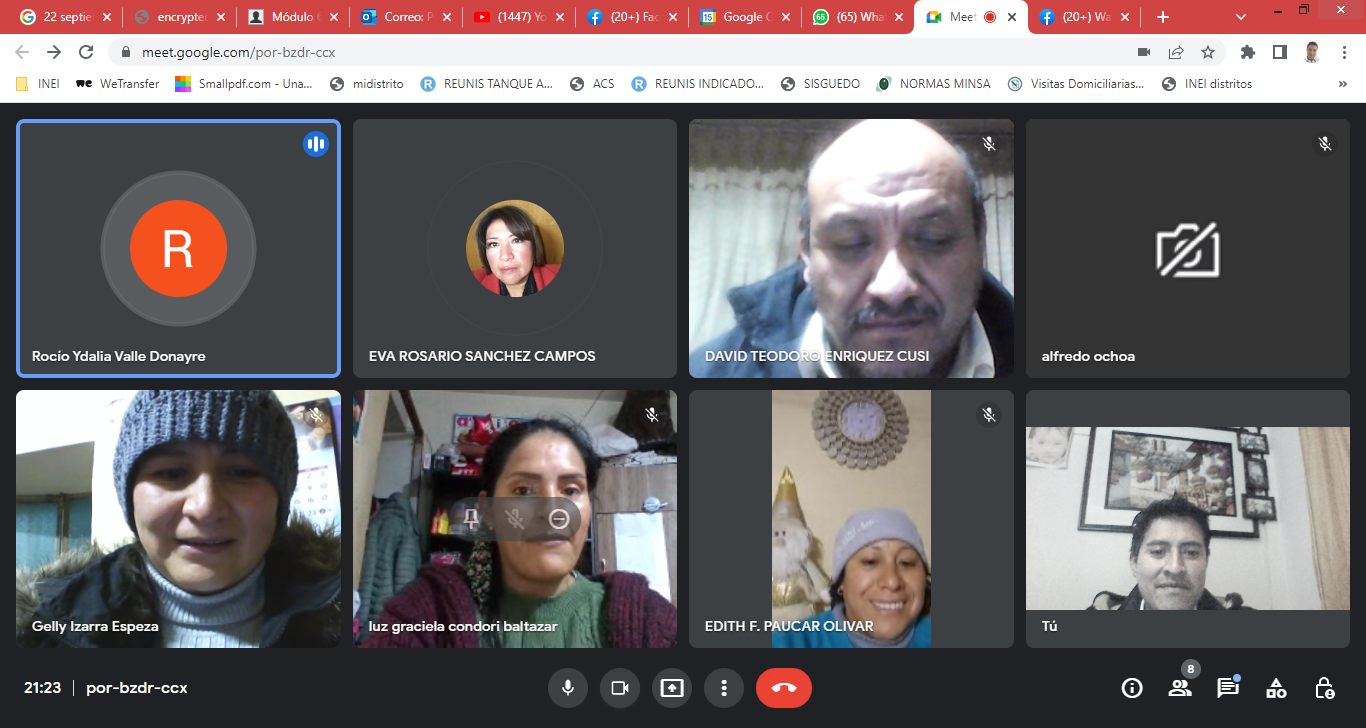 22 septie
encrypted
Módulo 6
Correo: P
(1447) Yo
(20+) Fac
Google C
(65) What
Meet
(20+) Wa
meet.google.com/por-bzdr-ccx
INEI
WeTransfer
Smallpdf.com - Una...
midistrito
REUNIS TANQUE A...
ACS
REUNIS INDICADO...
SISGUEDO
NORMAS MINSA
Visitas Domiciliarias...
INEI distritos
R
Rocío Ydalia Valle Donayre
EVA ROSARIO SANCHEZ CAMPOS
DAVID TEODORO ENRIQUEZ CUSI
alfredo ochoa
Gelly Izarra Espeza
luz graciela condori baltazar
EDITH F. PAUCAR OLIVAR
Tú
21:23 | por-bzdr-ccx
8